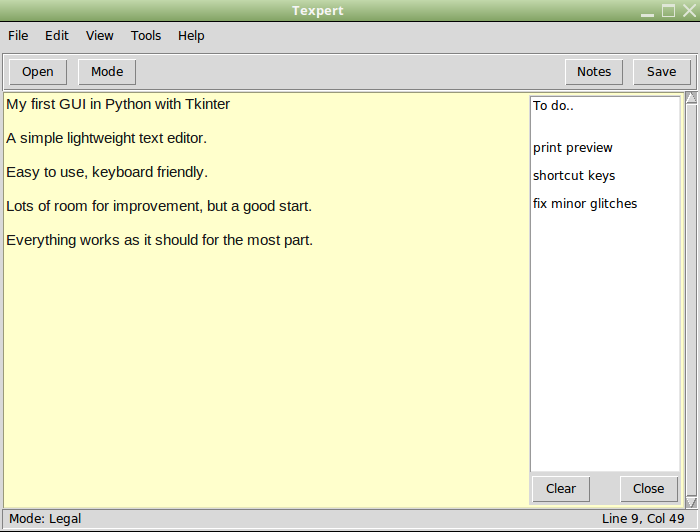 Texpert
File Edit View Tools Help
Open Mode Notes Save
My first GUI in Python with Tkinter
A simple lightweight text editor.
Easy to use, keyboard friendly.
Lots of room for improvement, but a good start.
Everything works as it should for the most part.
To do..
print preview
shortcut keys
fix minor glitches
Clear Close
Mode: Legal Line 9, Col 49